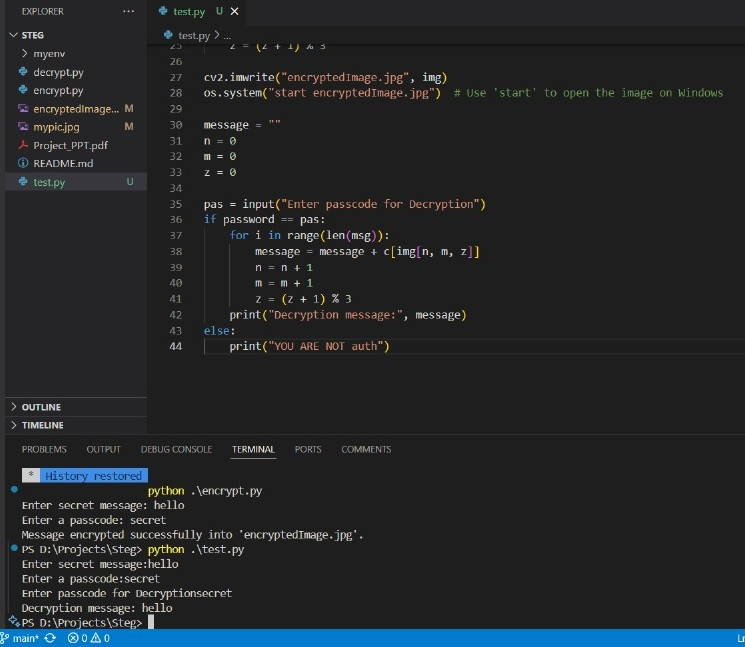 EXPLORER ...
STEG
myenv
decrypt.py
encrypt.py
encryptedImage... M
mypic.jpg M
Project_PPT.pdf
README.md
test.py U
OUTLINE
TIMELINE
test.py U
test.py > ...
25 z = (z + 1) % 3
26
27 cv2.imwrite("encryptedImage.jpg", img)
28 os.system("start encryptedImage.jpg") # Use 'start' to open the image on Windows
29
30 message = ""
31 n = 0
32 m = 0
33 z = 0
34
35 pas = input("Enter passcode for Decryption")
36 if password == pas:
37 for i in range(len(msg)):
38 message = message + c[img[n, m, z]]
39 n = n + 1
40 m = m + 1
41 z = (z + 1) % 3
42 print("Decryption message:", message)
43 else:
44 print("YOU ARE NOT auth")
PROBLEMS OUTPUT DEBUG CONSOLE TERMINAL PORTS COMMENTS
* History restored
python .\encrypt.py
Enter secret message: hello
Enter a passcode: secret
Message encrypted successfully into 'encryptedImage.jpg'.
PS D:\Projects\Steg> python .\test.py
Enter secret message:hello
Enter a passcode:secret
Enter passcode for Decryptionsecret
Decryption message: hello
PS D:\Projects\Steg>
main* 0 0 Ln